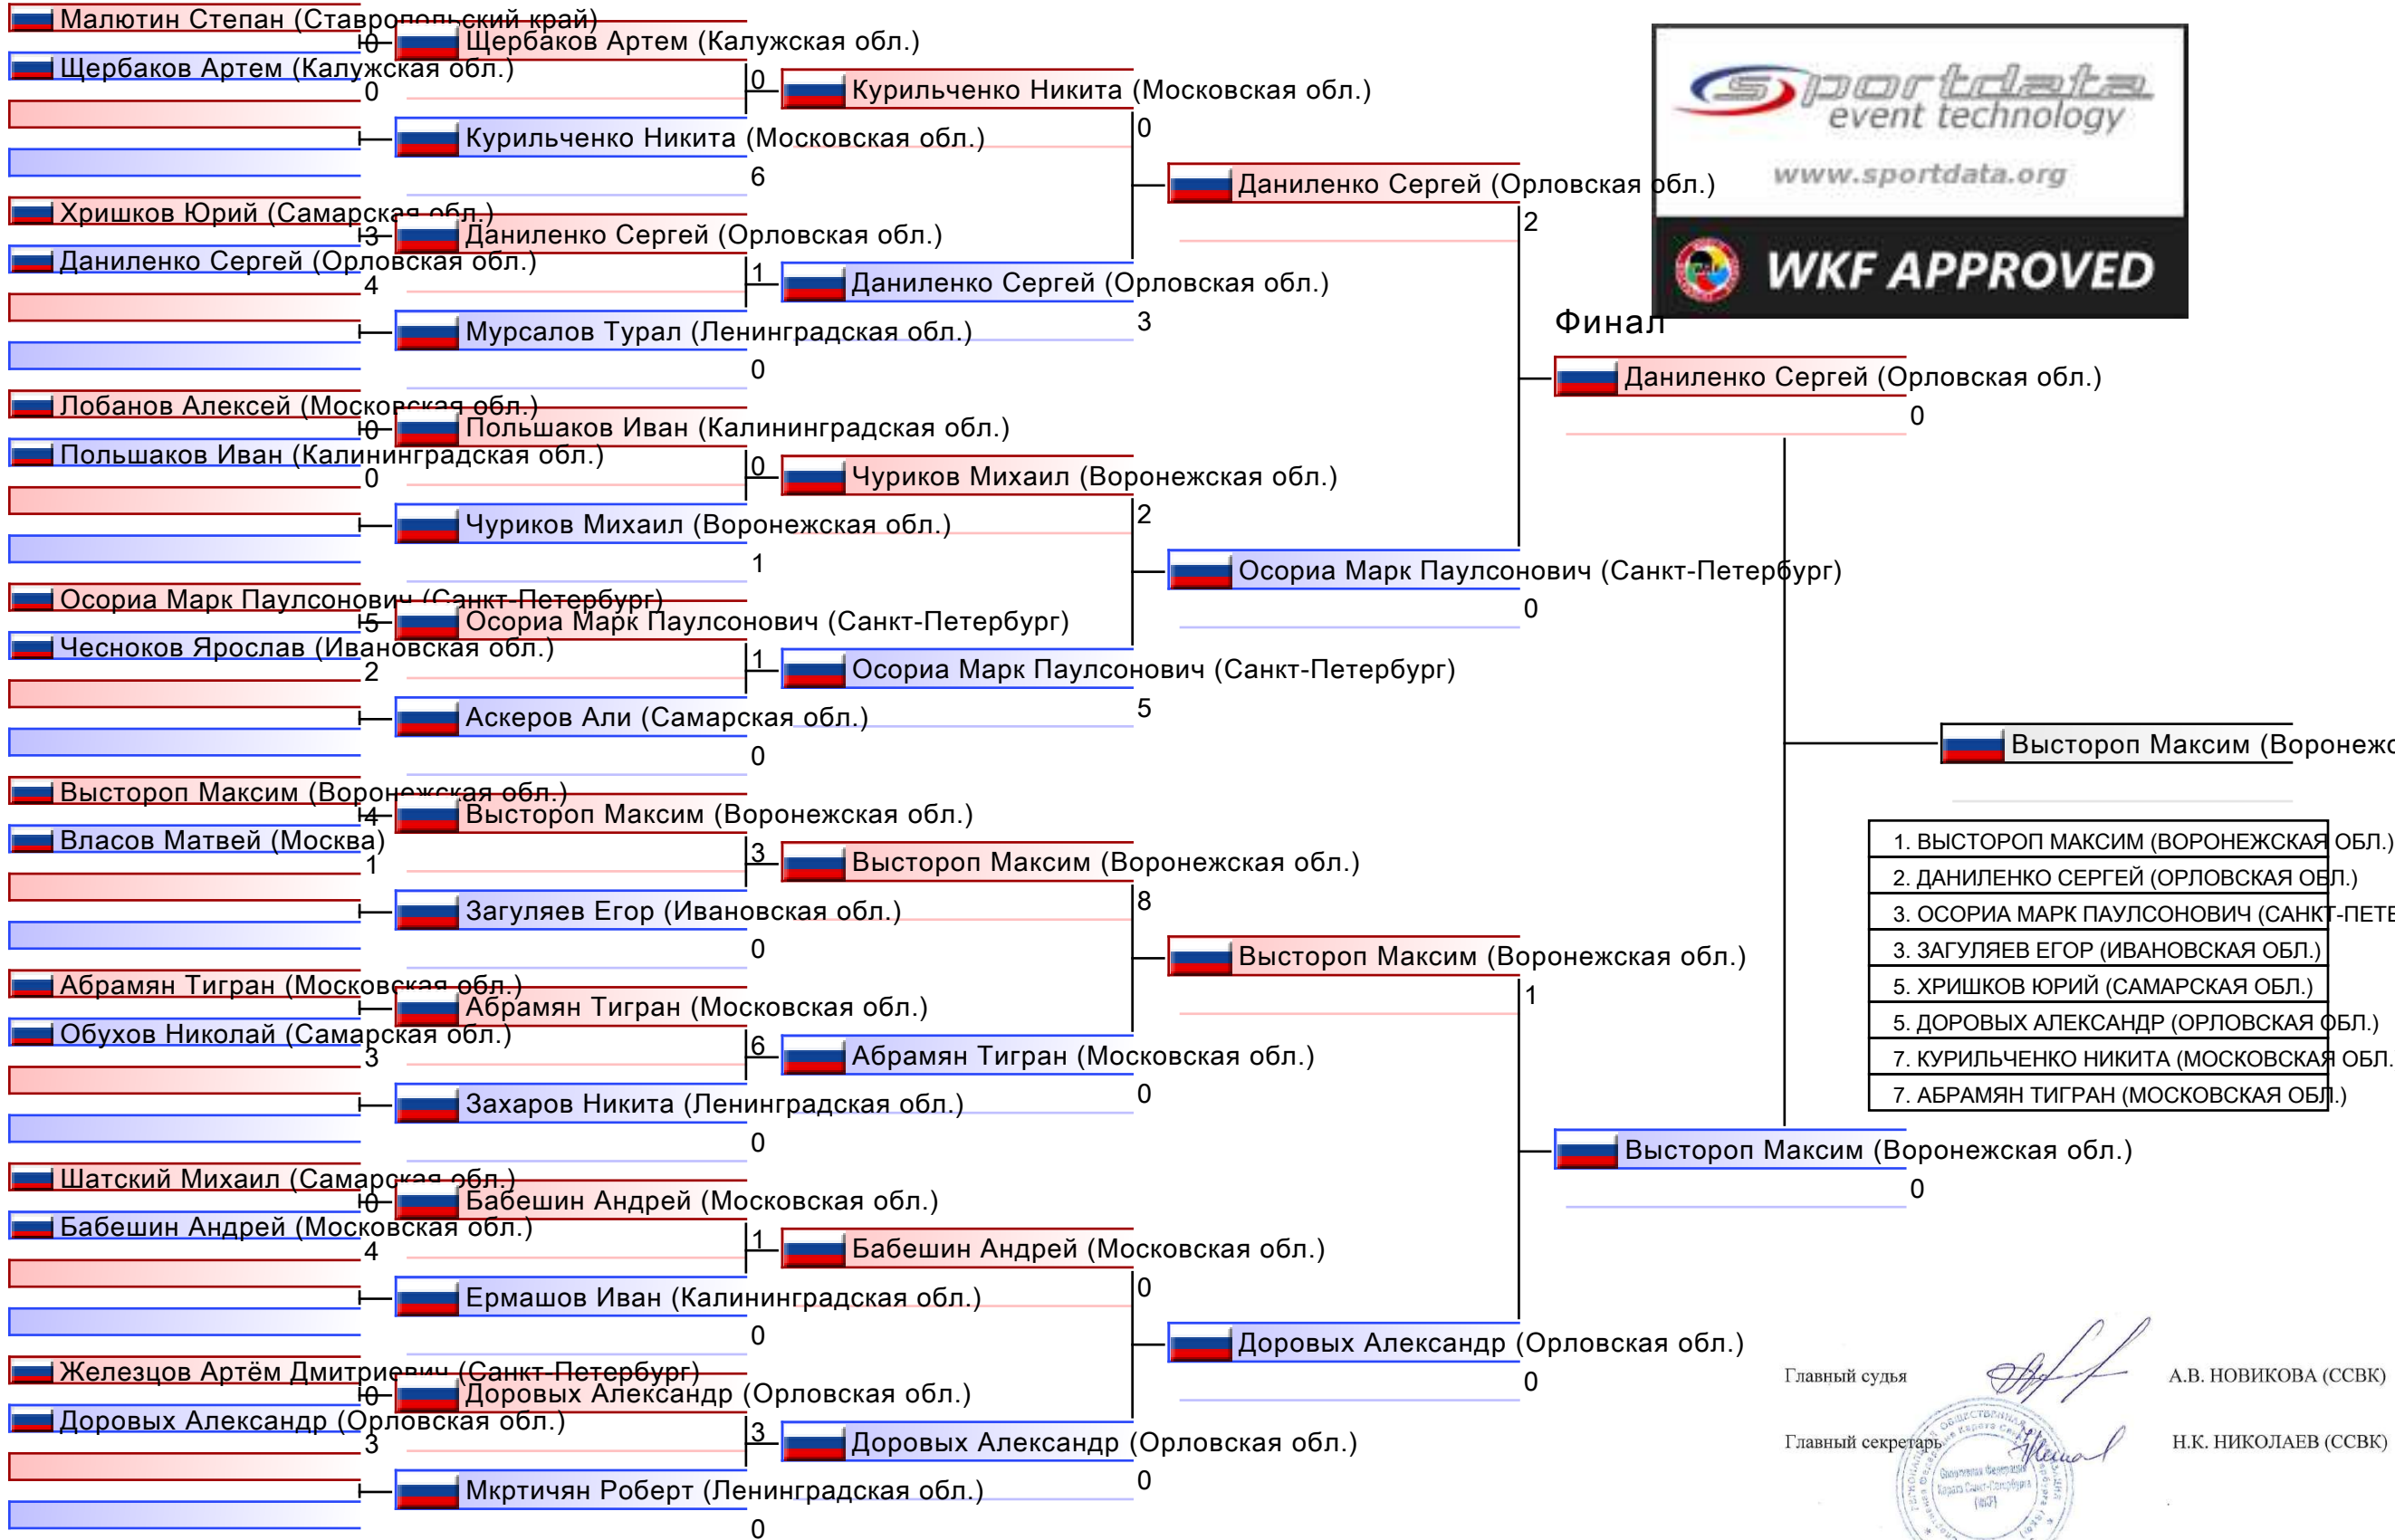 Малютин Степан (Ставропольский край)
0
Щербаков Артем (Калужская обл.)
0
Хришков Юрий (Самарская обл.)
3
Даниленко Сергей (Орловская обл.)
4
Лобанов Алексей (Московская обл.)
0
Польшаков Иван (Калининградская обл.)
0
Осориа Марк Паулсонович (Санкт-Петербург)
5
Чесноков Ярослав (Ивановская обл.)
2
Выстороп Максим (Воронежская обл.)
4
Власов Матвей (Москва)
1
Абрамян Тигран (Московская обл.)
Обухов Николай (Самарская обл.)
3
Шатский Михаил (Самарская обл.)
0
Бабешин Андрей (Московская обл.)
4
Железцов Артём Дмитриевич (Санкт-Петербург)
0
Доровых Александр (Орловская обл.)
3
Щербаков Артем (Калужская обл.)
0
Курильченко Никита (Московская обл.)
6
Даниленко Сергей (Орловская обл.)
1
Мурсалов Турал (Ленинградская обл.)
0
Польшаков Иван (Калининградская обл.)
0
Чуриков Михаил (Воронежская обл.)
1
Осориа Марк Паулсонович (Санкт-Петербург)
1
Аскеров Али (Самарская обл.)
0
Выстороп Максим (Воронежская обл.)
3
Загуляев Егор (Ивановская обл.)
0
Абрамян Тигран (Московская обл.)
6
Захаров Никита (Ленинградская обл.)
0
Бабешин Андрей (Московская обл.)
1
Ермашов Иван (Калининградская обл.)
0
Доровых Александр (Орловская обл.)
3
Мкртичян Роберт (Ленинградская обл.)
0
Курильченко Никита (Московская обл.)
0
Даниленко Сергей (Орловская обл.)
3
Чуриков Михаил (Воронежская обл.)
2
Осориа Марк Паулсонович (Санкт-Петербург)
5
Выстороп Максим (Воронежская обл.)
8
Абрамян Тигран (Московская обл.)
0
Бабешин Андрей (Московская обл.)
0
Доровых Александр (Орловская обл.)
0
Даниленко Сергей (Орловская обл.)
2
Осориа Марк Паулсонович (Санкт-Петербург)
0
Выстороп Максим (Воронежская обл.)
1
Доровых Александр (Орловская обл.)
0
sportdata
event technology
www.sportdata.org
WKF APPROVED
Финал
Даниленко Сергей (Орловская обл.)
0
Выстороп Максим (Воронежская обл.)
0
Выстороп Максим (Воронежс
1. ВЫСТОРОП МАКСИМ (ВОРОНЕЖСКАЯ ОБЛ.)
2. ДАНИЛЕНКО СЕРГЕЙ (ОРЛОВСКАЯ ОБЛ.)
3. ОСОРИА МАРК ПАУЛСОНОВИЧ (САНКТ-ПЕТЕ
3. ЗАГУЛЯЕВ ЕГОР (ИВАНОВСКАЯ ОБЛ.)
5. ХРИШКОВ ЮРИЙ (САМАРСКАЯ ОБЛ.)
5. ДОРОВЫХ АЛЕКСАНДР (ОРЛОВСКАЯ ОБЛ.)
7. КУРИЛЬЧЕНКО НИКИТА (МОСКОВСКАЯ ОБЛ.
7. АБРАМЯН ТИГРАН (МОСКОВСКАЯ ОБЛ.)
Главный судья
А.В. НОВИКОВА (ССВК)
Главный секретарь
Н.К. НИКОЛАЕВ (ССВК)